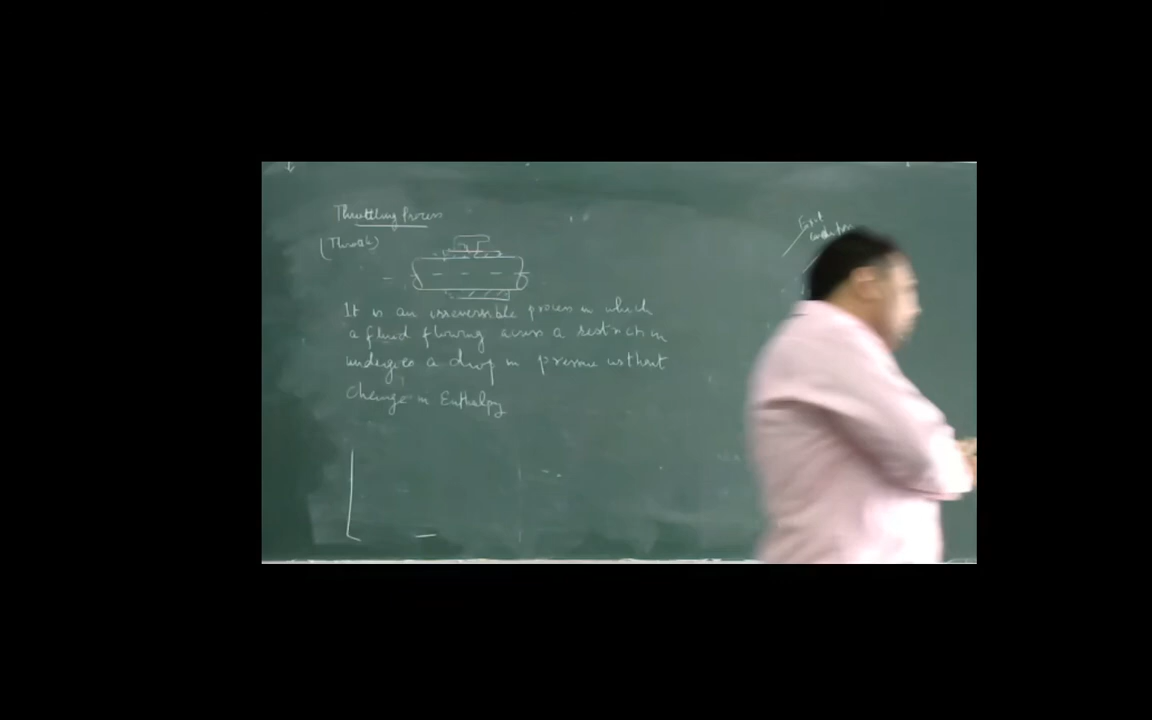 Throttling Process
(Throttle)
It is an irreversible process in which
a fluid flowing across a restriction
undergoes a drop in pressure without
Change in Enthalpy